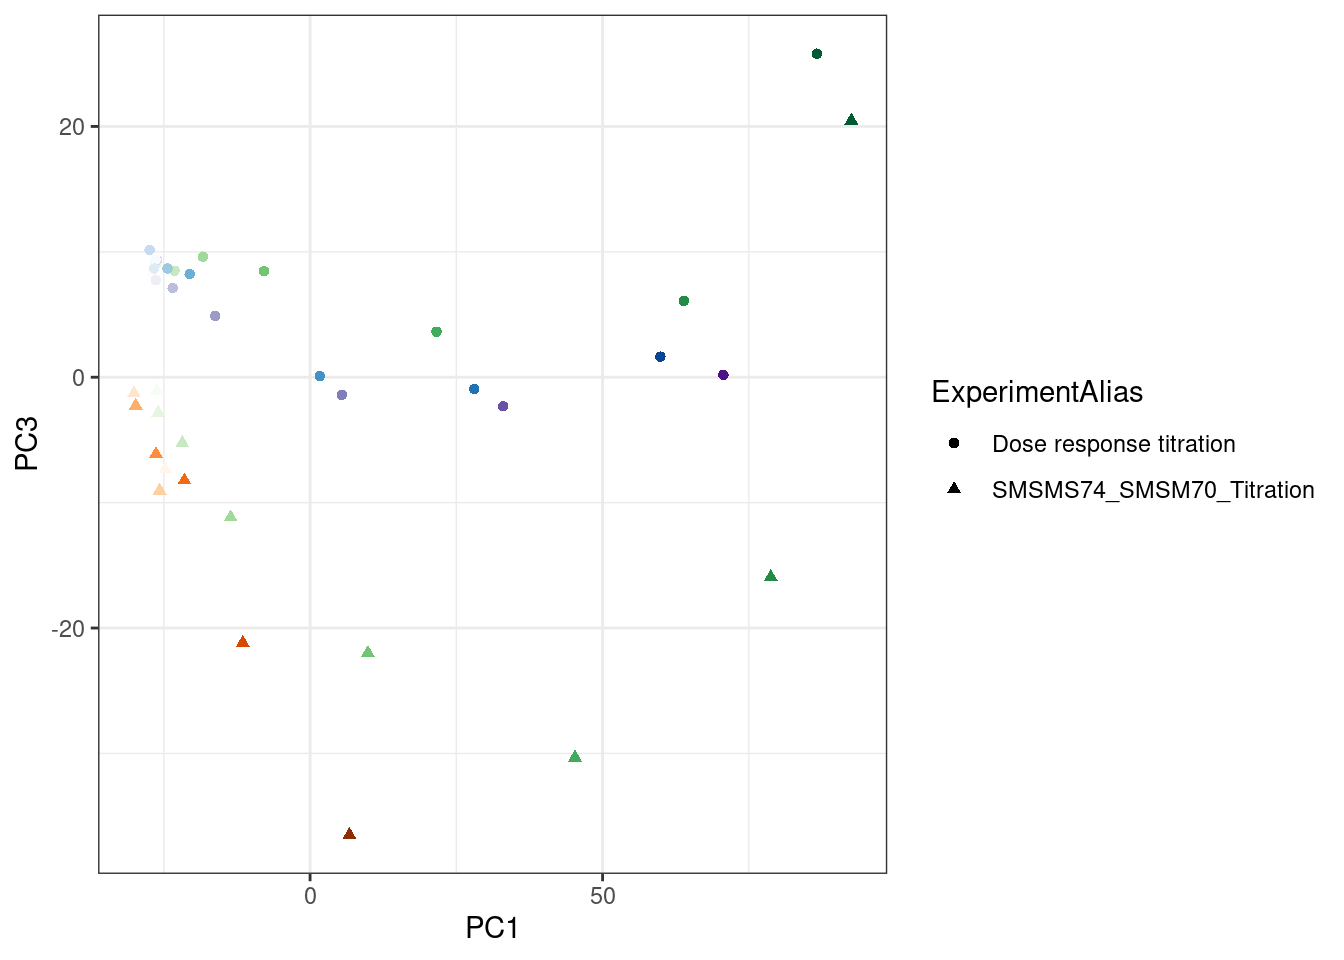 20
0
-20
PC3
0
50
PC1
ExperimentAlias
Dose response titration
SMSMS74_SMSM70_Titration